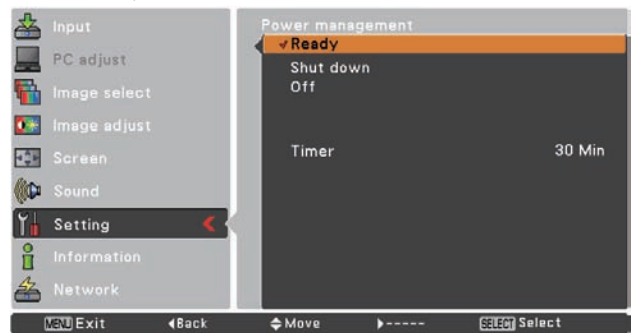 Input
PC adjust
Image select
Image adjust
Screen
Sound
Setting
Information
Network
Power management
Ready
Shut down
Off
Timer 30 Min
MENU Exit Back Move ----- SELECT Select